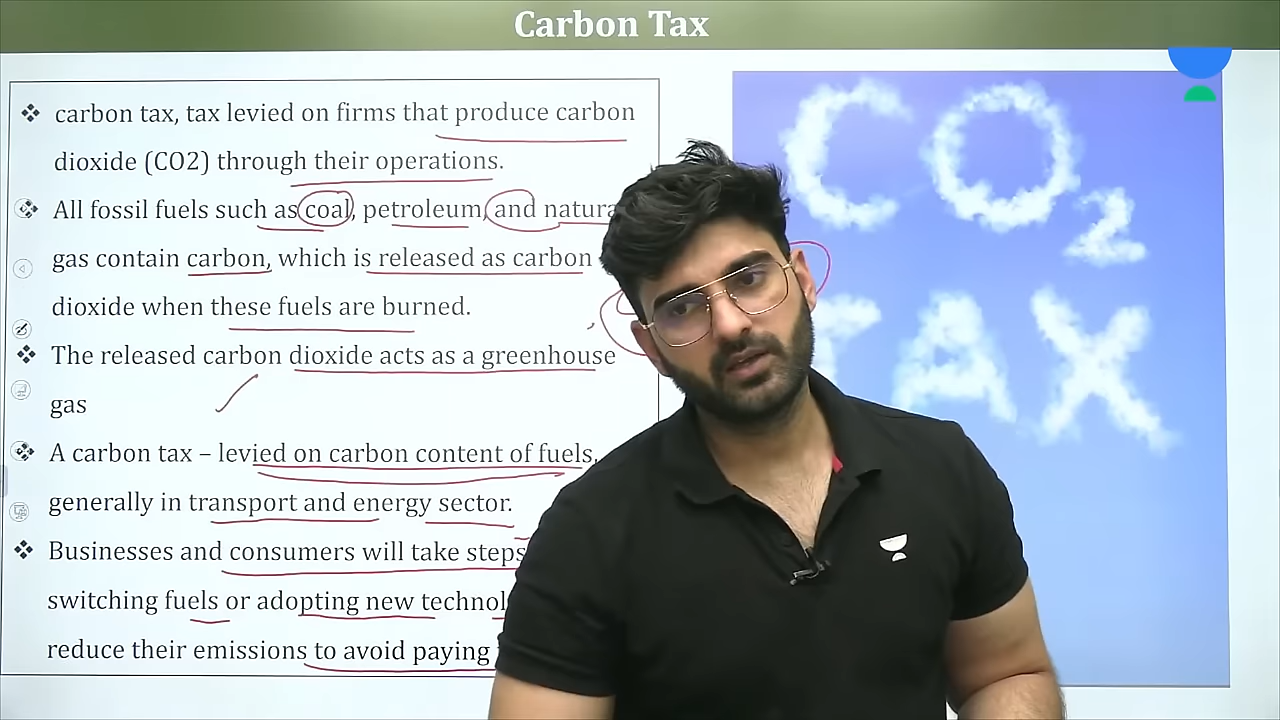 Carbon Tax
carbon tax, tax levied on firms that produce carbon
dioxide (CO2) through their operations.
All fossil fuels such as coal, petroleum, and
gas contain carbon, which is released as carbon
dioxide when these fuels are burned.
The released carbon dioxide acts as a greenhouse
gas
A carbon tax – levied on carbon content of fuels,
generally in transport and energy sector.
Businesses and consumers will take steps
switching fuels or adopting new
reduce their emissions to avoid paying
CO2
TAX